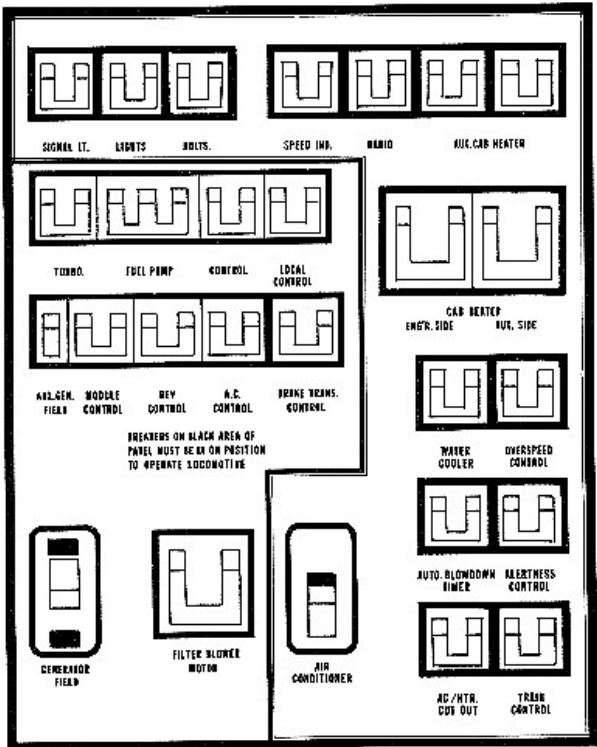 SIGNAL LT. LIGHTS VOLTS.
SPEED IND. RADIO AUX.CAB HEATER
TURBO. FUEL PUMP CONTROL LOCAL
CONTROL
CAB HEATER
ENG'R. SIDE SIDE
AUX.GEN. MODULE REV A.C. BRAKE TRANS.
FIELD CONTROL CONTROL CONTROL CONTROL
BREAKERS ON BLACK AREA OF
PANEL MUST BE IN ON POSITION
TO OPERATE LOCOMOTIVE
WATER OVERSPEED
COOLER CONTROL
AUTO.BLOWDOWN ALERTNESS
TIMER CONTROL
GENERATOR
FIELD
FILTER BLOWER
MOTOR
AIR
CONDITIONER
AC/HTR. TRAIN
CUT OUT CONTROL